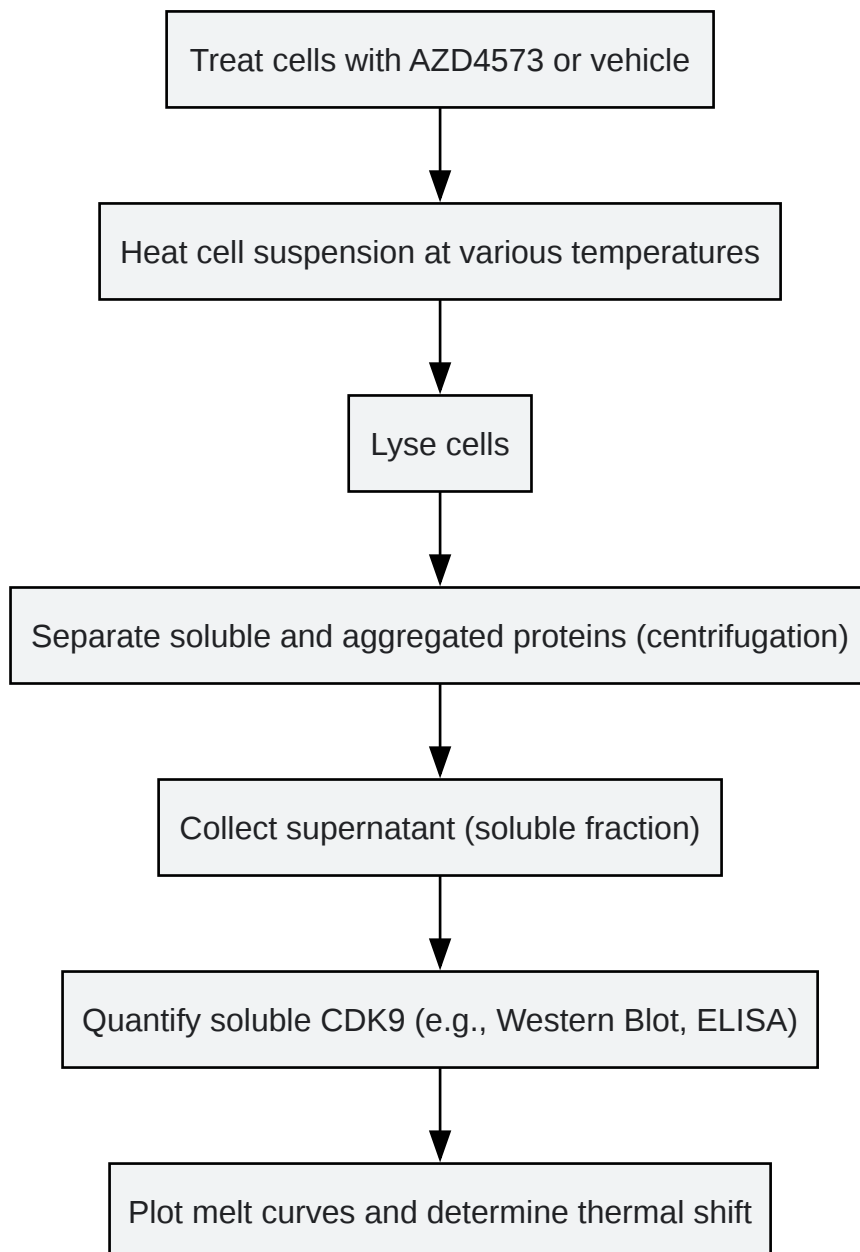 Treat cells with AZD4573 or vehicle
Heat cell suspension at various temperatures
Lyse cells
Separate soluble and aggregated proteins (centrifugation)
Collect supernatant (soluble fraction)
Quantify soluble CDK9 (e.g., Western Blot, ELISA)
Plot melt curves and determine thermal shift